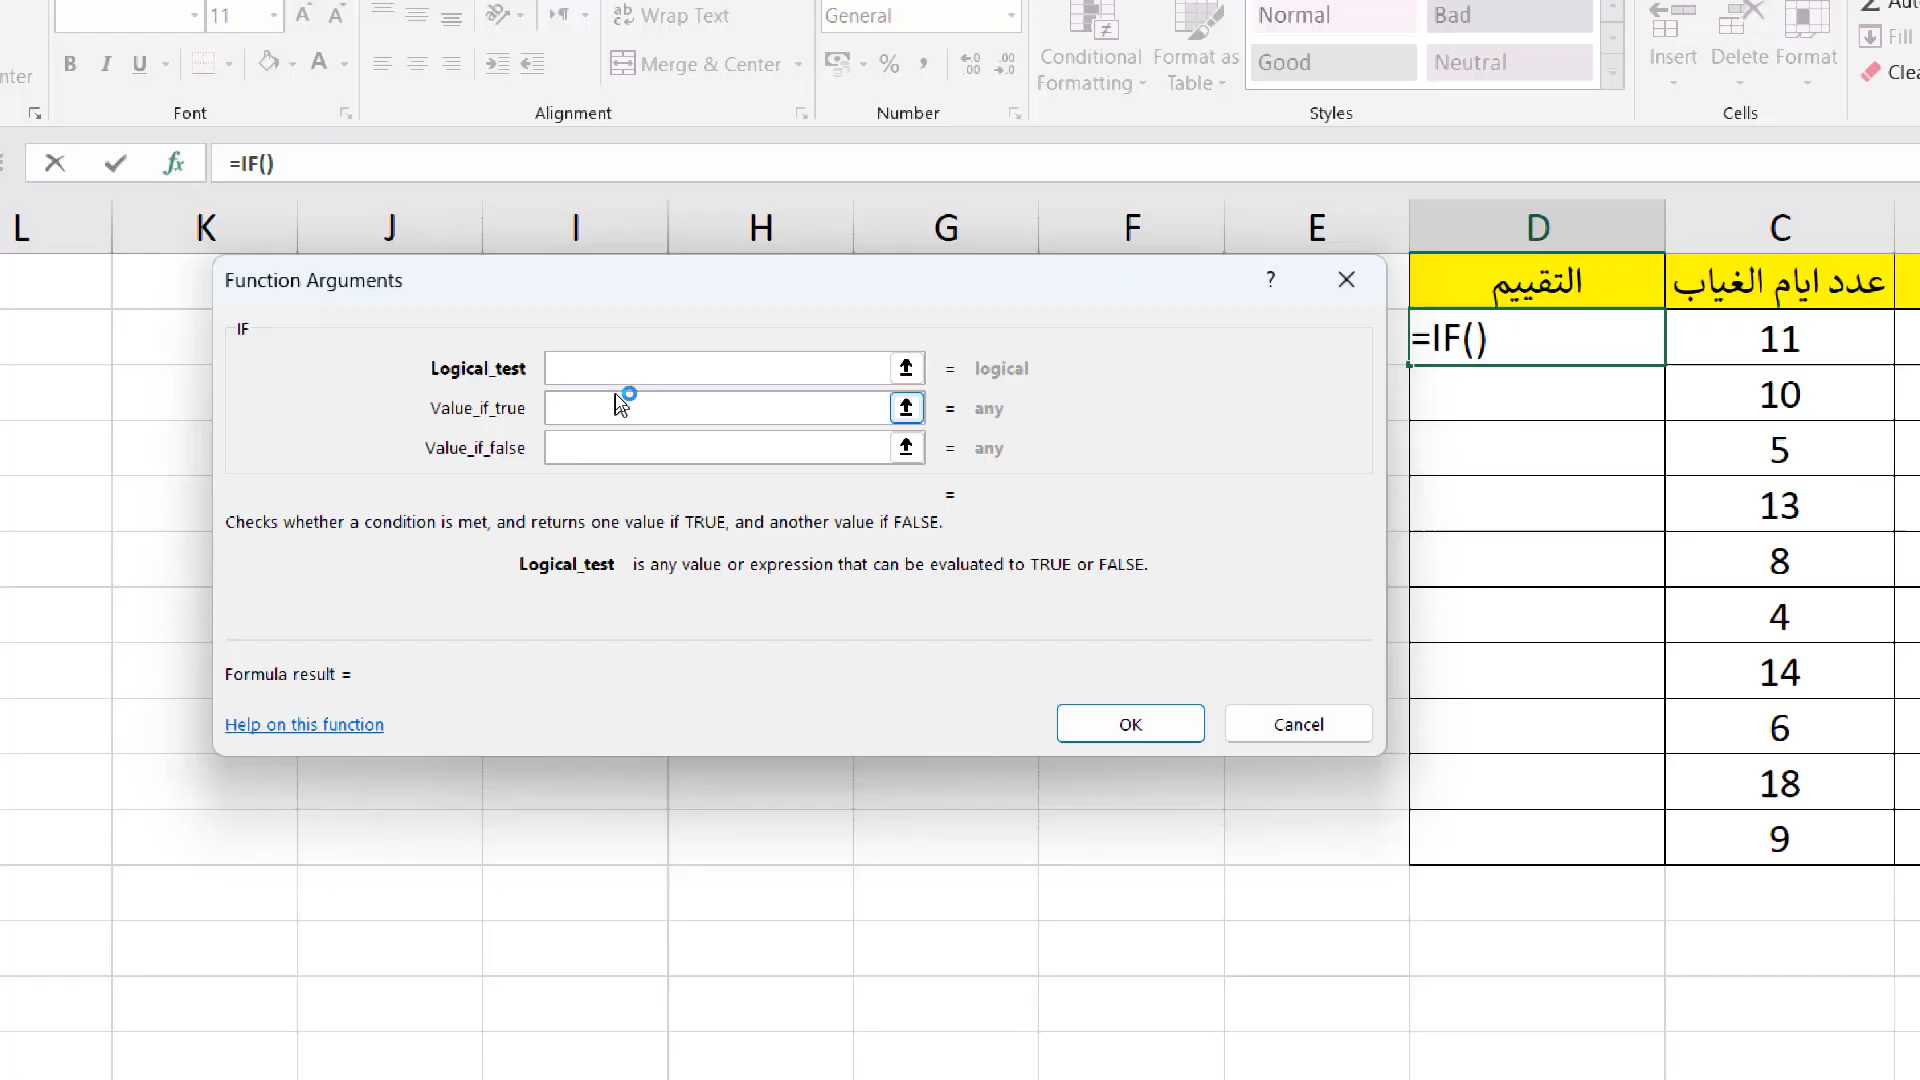 11
Wrap Text
General
Normal
Bad
Fill
B I U
A
Merge & Center
%
Conditional Formatting
Format as Table
Good
Neutral
Insert
Delete
Format
Font
Alignment
Number
Styles
Cells
fx
=IF()
L K J I H G F E D C
Function Arguments
?
IF
Logical_test = logical
Value_if_true = any
Value_if_false = any
=
Checks whether a condition is met, and returns one value if TRUE, and another value if FALSE.
Logical_test is any value or expression that can be evaluated to TRUE or FALSE.
Formula result =
Help on this function
OK
Cancel
التقييم
عدد ايام الغياب
=IF()
11
10
5
13
8
4
14
6
18
9